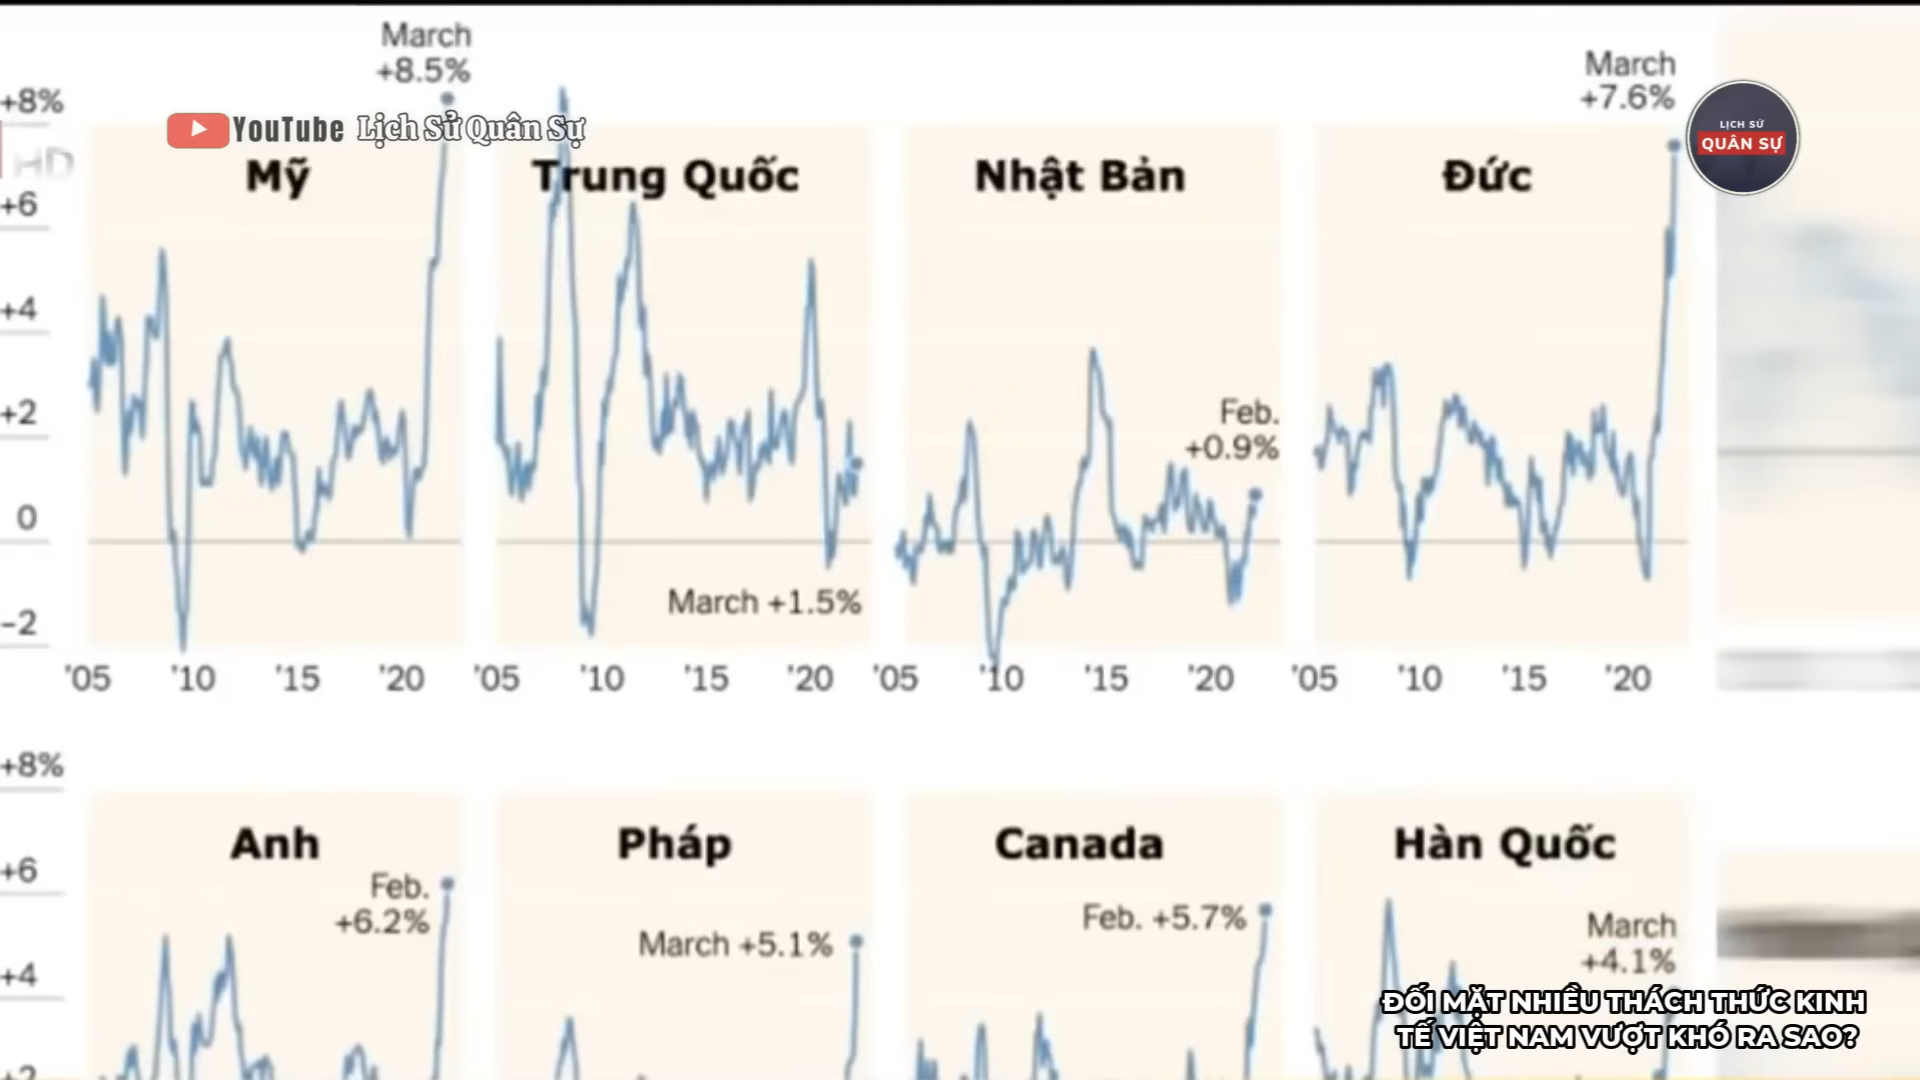 March
+8.5%
March
+7.6%
+8%
YouTube Lịch Sử Quân Sự
LỊCH SỬ
QUÂN SỰ
HD
Mỹ
Trung Quốc
Nhật Bản
Đức
+6
+4
+2
Feb.
+0.9%
0
March +1.5%
-2
'05 '10 '15 '20 '05 '10 '15 '20 '05 '10 '15 '20 '05 '10 '15 '20
+8%
Anh
Pháp
Canada
Hàn Quốc
+6
Feb.
+6.2%
March +5.1%
Feb. +5.7%
March
+4.1%
+4
ĐỐI MẶT NHIỀU THÁCH THỨC KINH
TẾ VIỆT NAM VƯỢT KHÓ RA SAO?
+2